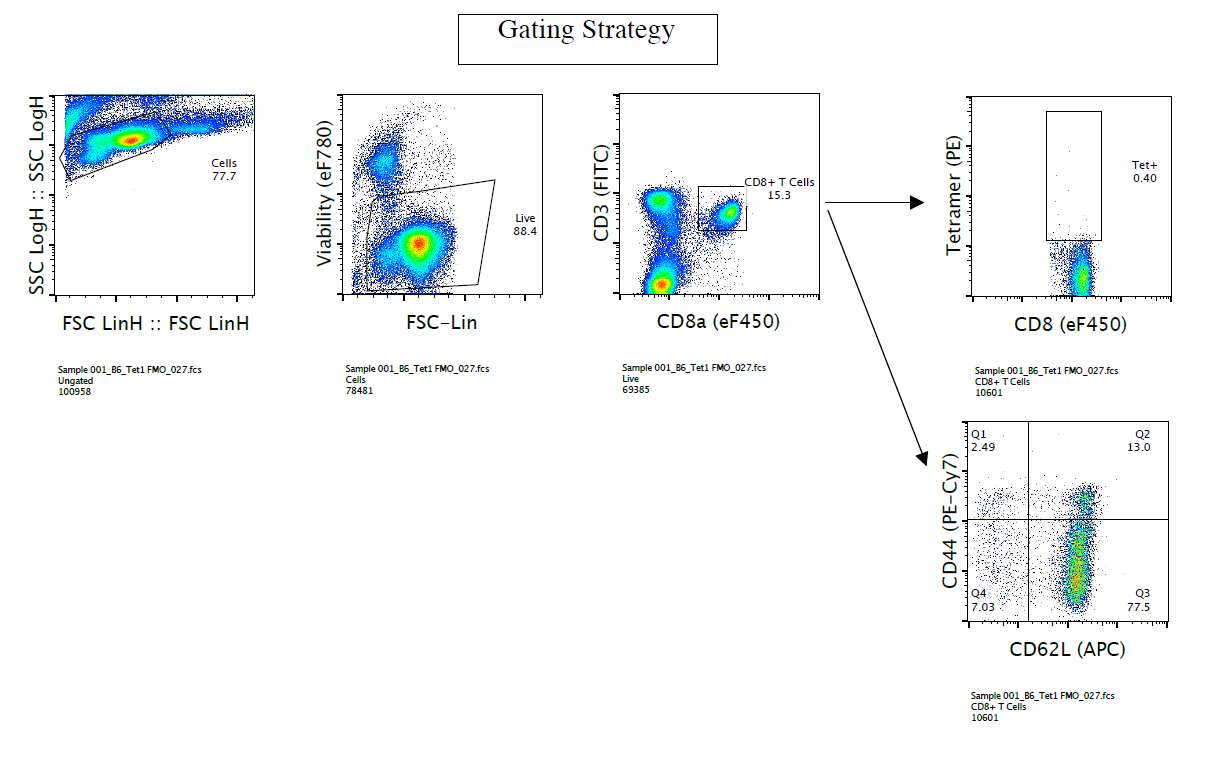 Gating Strategy
SSC LogH :: SSC LogH
Cells
77.7
FSC LinH :: FSC LinH
Sample 001_B6_Tet1 FMO_027.fcs
Ungated
100958
Viability (eF780)
Live
88.4
FSC-Lin
Sample 001_B6_Tet1 FMO_027.fcs
Cells
78481
CD3 (FITC)
CD8+ T Cells
15.3
CD8a (eF450)
Sample 001_B6_Tet1 FMO_027.fcs
Live
69385
Tetramer (PE)
Tet+
0.40
CD8 (eF450)
Sample 001_B6_Tet1 FMO_027.fcs
CD8+ T Cells
10601
CD44 (PE-Cy7)
Q1
2.49
Q2
13.0
Q4
7.03
Q3
77.5
CD62L (APC)
Sample 001_B6_Tet1 FMO_027.fcs
CD8+ T Cells
10601